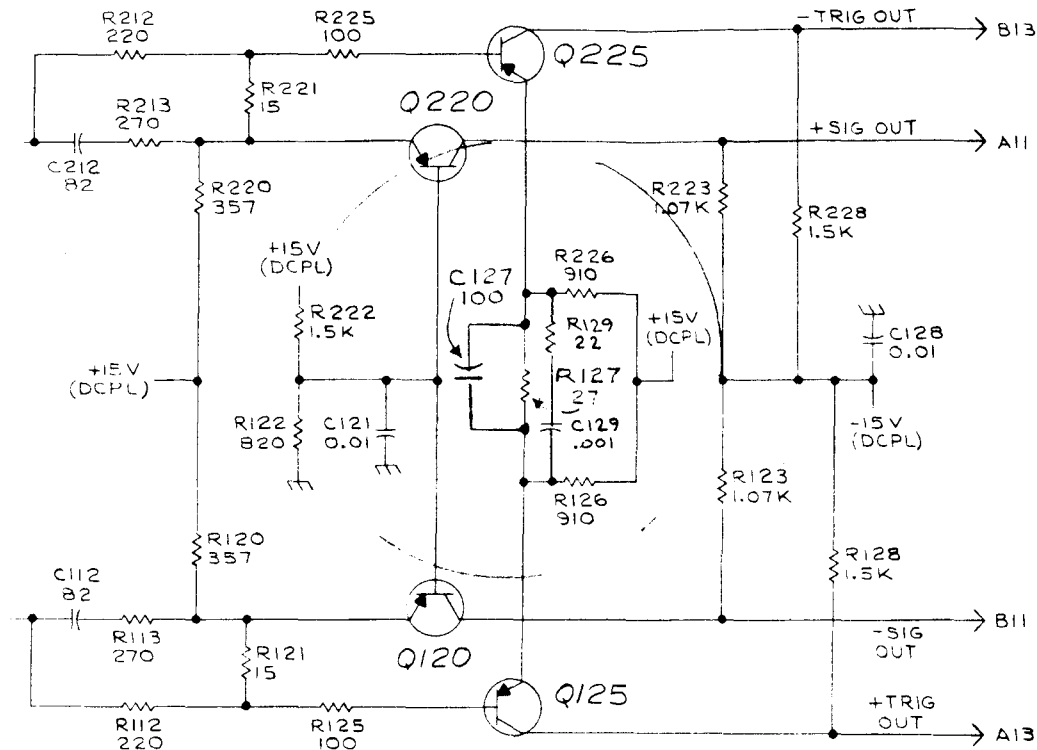 R212
220
R225
100
-TRIG OUT
B13
Q225
R221
15
Q220
R213
270
+SIG OUT
A11
C212
82
R220
357
R223
1.07K
R228
1.5K
+15V
(DCPL)
R226
910
C127
100
R222
1.5K
R129
22
+15V
(DCPL)
C128
0.01
+15V
(DCPL)
R127
27
R122
820
C121
0.01
C129
.001
-15V
(DCPL)
R126
910
R123
1.07K
R120
357
R128
1.5K
C112
82
R113
270
R121
15
Q120
-SIG
OUT
B11
Q125
R112
220
R125
100
+TRIG
OUT
A13